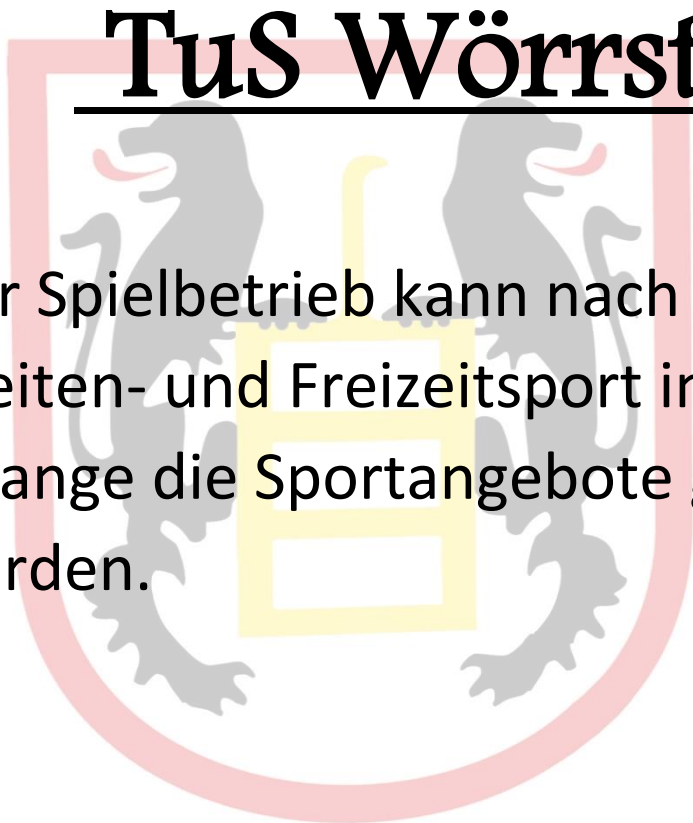 TuS Wörrst
r Spielbetrieb kann nach
eiten- und Freizeitsport in
ange die Sportangebote
rden.